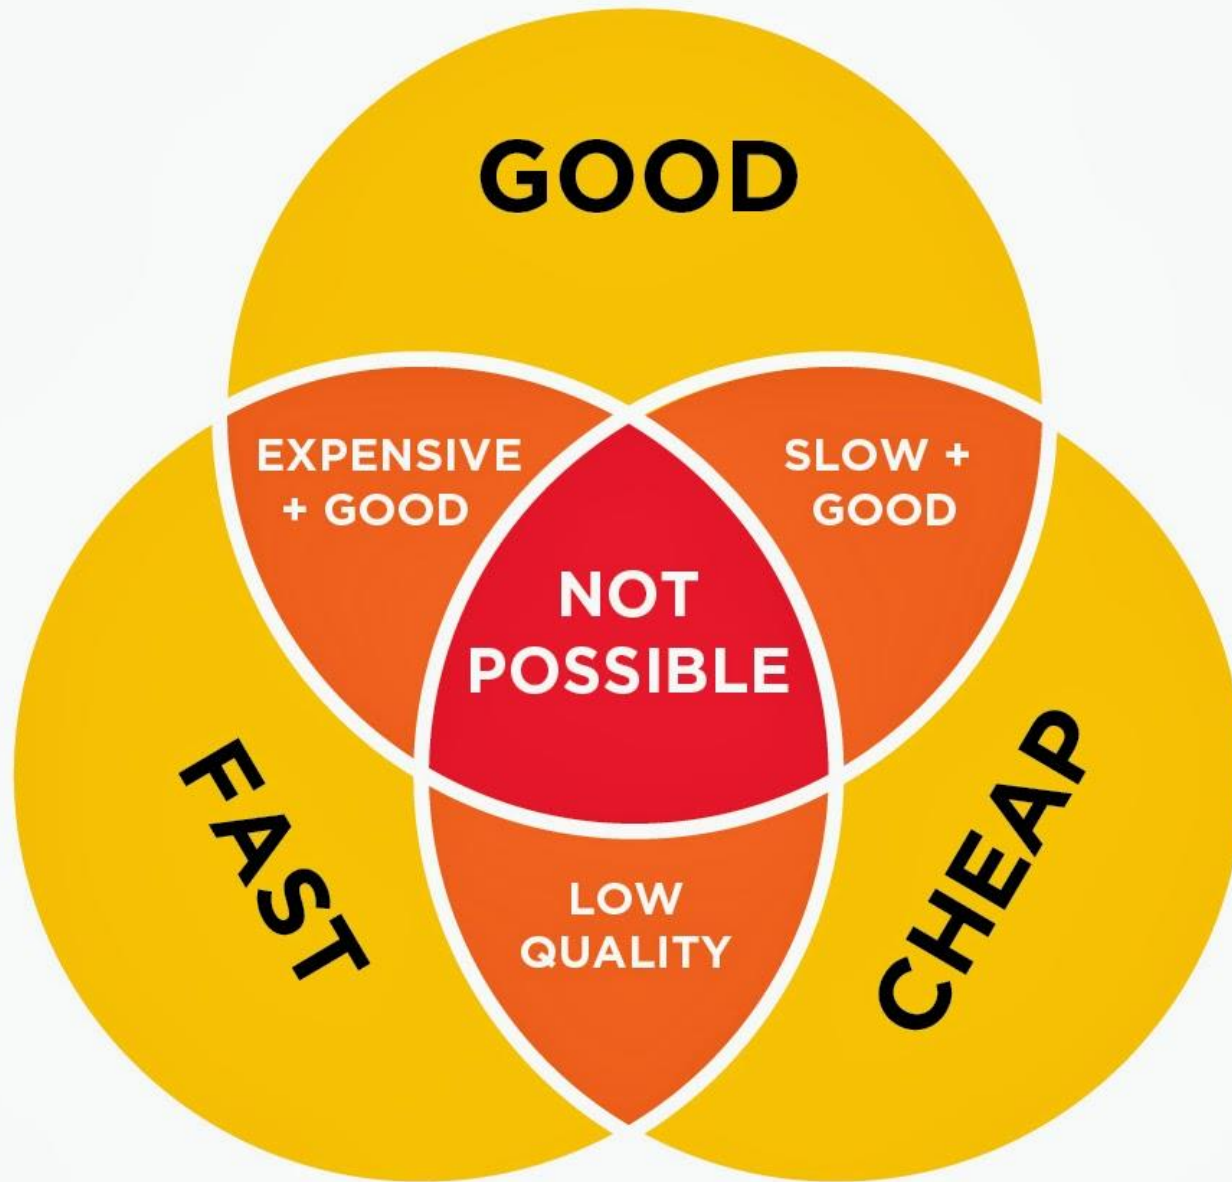 GOOD
EXPENSIVE
+ GOOD
SLOW +
GOOD
NOT
POSSIBLE
FAST
CHEAP
LOW
QUALITY